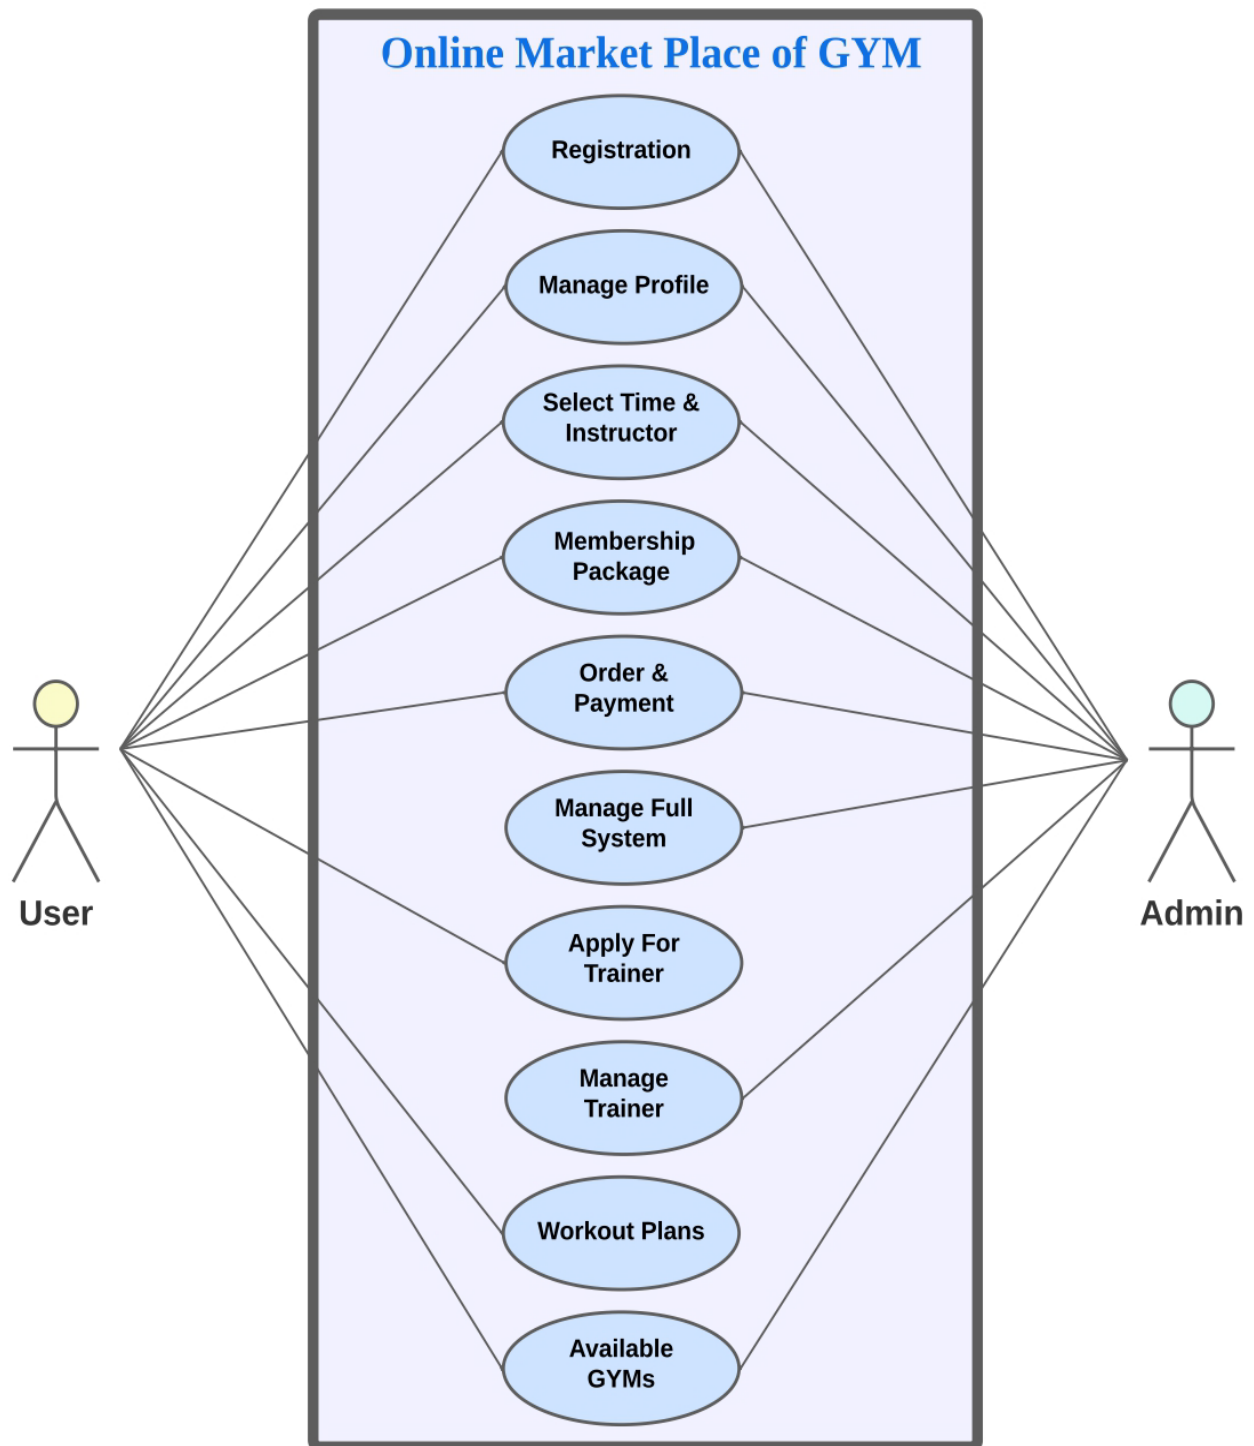 Online Market Place of GYM
Registration
Manage Profile
Select Time &
Instructor
Membership
Package
Order &
Payment
Manage Full
System
User
Admin
Apply For
Trainer
Manage
Trainer
Workout Plans
Available
GYMs